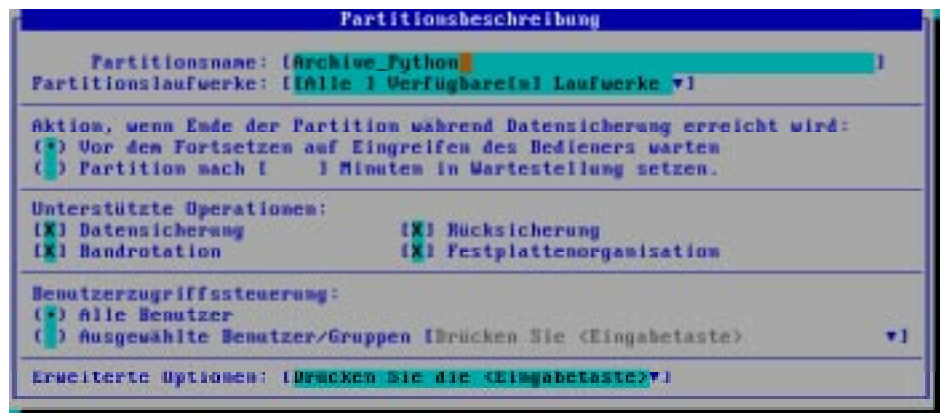 Partitionsbeschreibung
Partitionsname: [Archive_Python ]
Partitionslaufwerke: [[Alle ] Verfügbare[n] Laufwerke ▼]
Aktion, wenn Ende der Partition während Datensicherung erreicht wird:
(•) Vor dem Fortsetzen auf Eingreifen des Bedieners warten
( ) Partition nach [ ] Minuten in Wartestellung setzen.
Unterstützte Operationen:
[X] Datensicherung [X] Rücksicherung
[X] Bandrotation [X] Festplattenorganisation
Benutzerzugriffssteuerung:
(•) Alle Benutzer
( ) Ausgewählte Benutzer/Gruppen [Drücken Sie <Eingabetaste> ▼]
Erweiterte Optionen: [Drücken Sie die <Eingabetaste>▼]